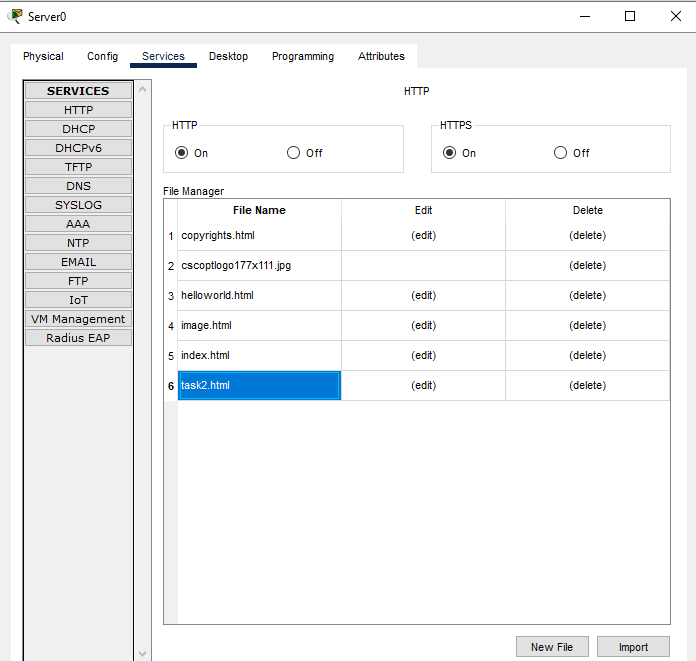 Server0
Physical Config Services Desktop Programming Attributes
SERVICES
HTTP
DHCP
DHCPv6
TFTP
DNS
SYSLOG
AAA
NTP
EMAIL
FTP
IoT
VM Management
Radius EAP
HTTP
HTTP
On Off
HTTPS
On Off
File Manager
File Name Edit Delete
1 copyrights.html (edit) (delete)
2 cscoptlogo177x111.jpg (delete)
3 helloworld.html (edit) (delete)
4 image.html (edit) (delete)
5 index.html (edit) (delete)
6 task2.html (edit) (delete)
New File Import